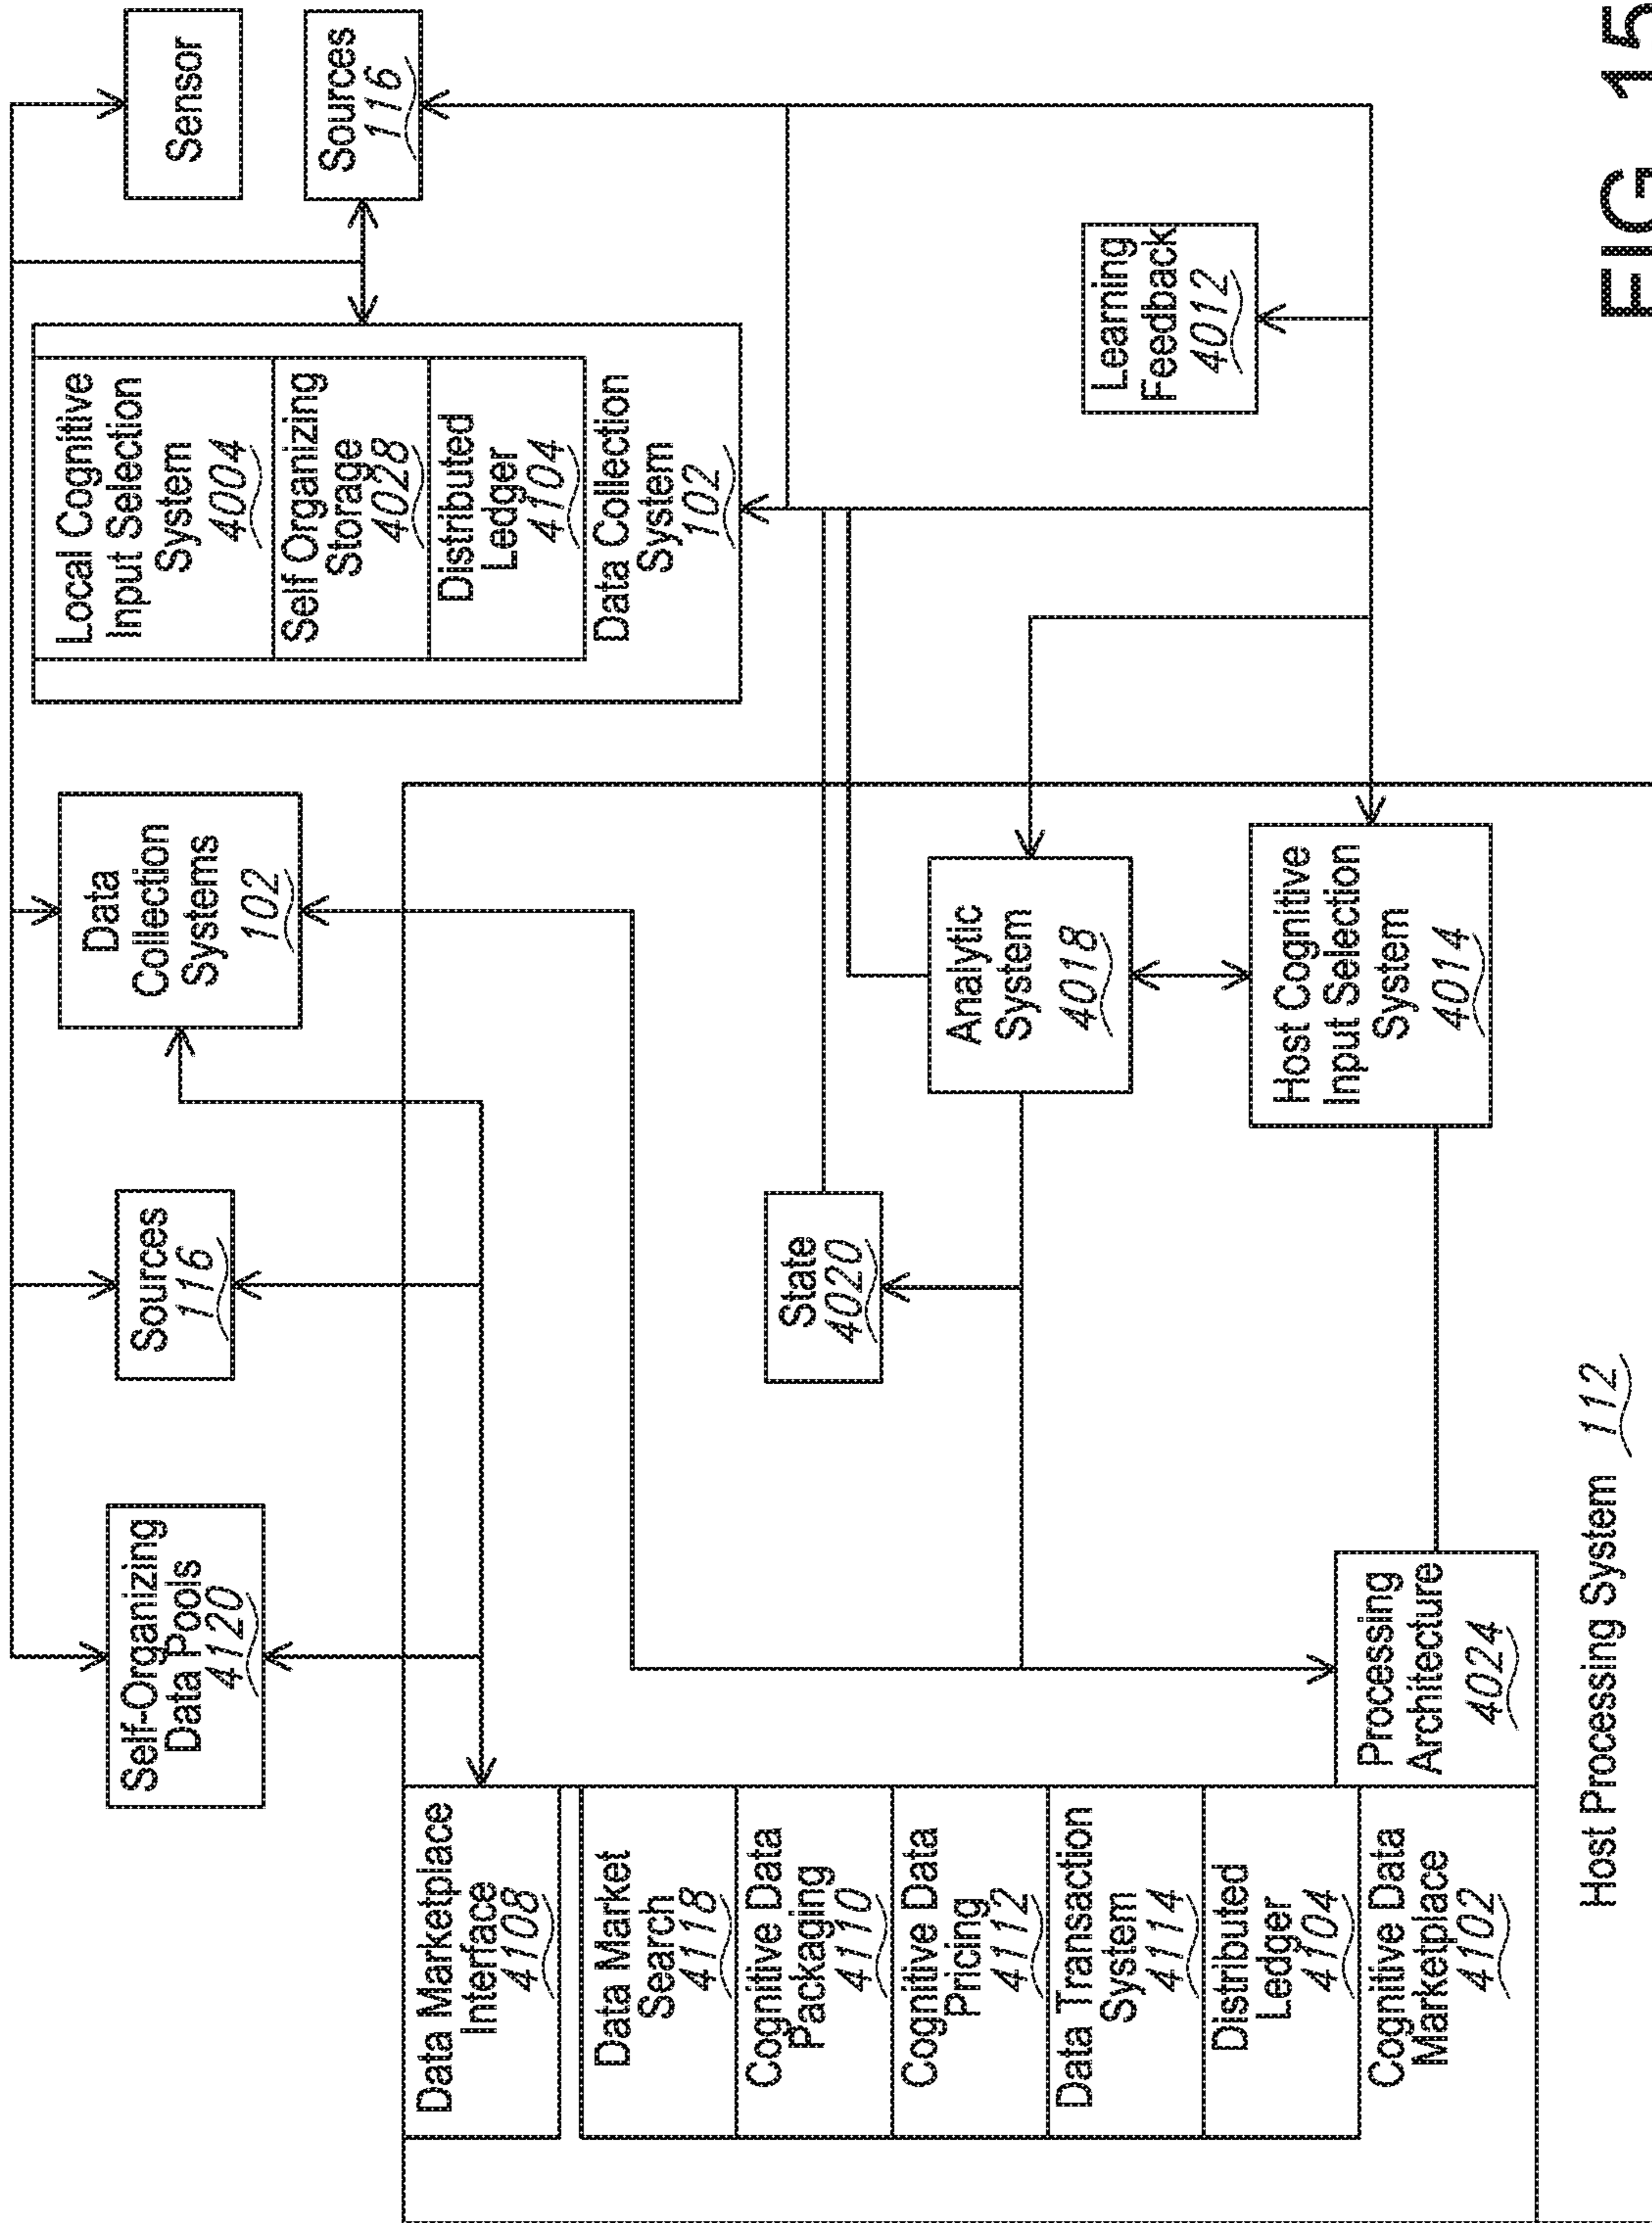 Self-Organizing
Data Pools
4120
Sources
116
Data
Collection
Systems
102
Local Cognitive
Input Selection
System
4004
Self Organizing
Storage
4028
Distributed
Ledger
4104
Data Collection
System
102
Sensor
Sources
116
Data Marketplace
Interface
4108
Data Market
Search
4118
Cognitive Data
Packaging
4110
Cognitive Data
Pricing
4112
Data Transaction
System
4114
Distributed
Ledger
4104
Cognitive Data
Marketplace
4102
State
4020
Analytic
System
4018
Learning
Feedback
4012
Host Cognitive
Input Selection
System
4014
Processing
Architecture
4024
Host Processing System 112
FIG. 15